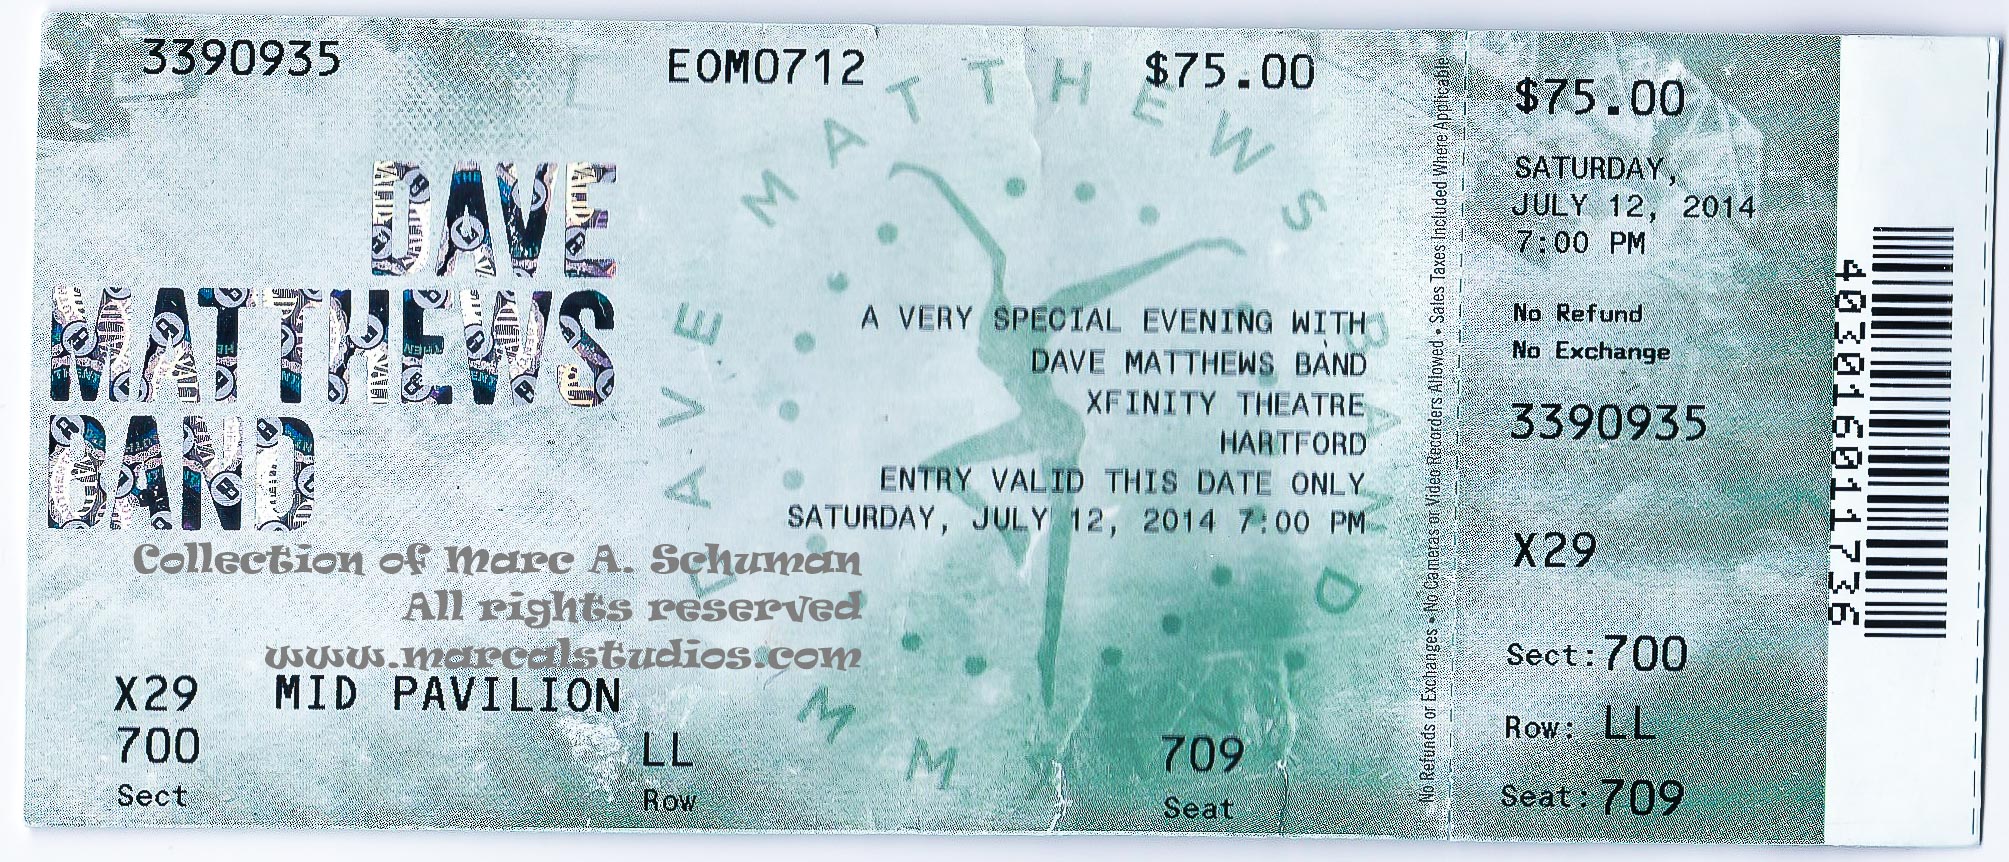 3390935
EOM0712
$75.00
DAVE
MATTHEWS
BAND
DAVE MATTHEWS BAND
A VERY SPECIAL EVENING WITH
DAVE MATTHEWS BAND
XFINITY THEATRE
HARTFORD
ENTRY VALID THIS DATE ONLY
SATURDAY, JULY 12, 2014 7:00 PM
Collection of Marc A. Schuman
All rights reserved
www.marcalstudios.com
X29 MID PAVILION
700 LL 709
Sect Row Seat
No Refunds or Exchanges • No Cameras or Video Recorders Allowed • Sales Taxes Included Where Applicable
$75.00
SATURDAY,
JULY 12, 2014
7:00 PM
No Refund
No Exchange
3390935
X29
Sect: 700
Row: LL
Seat: 709
4030160117736